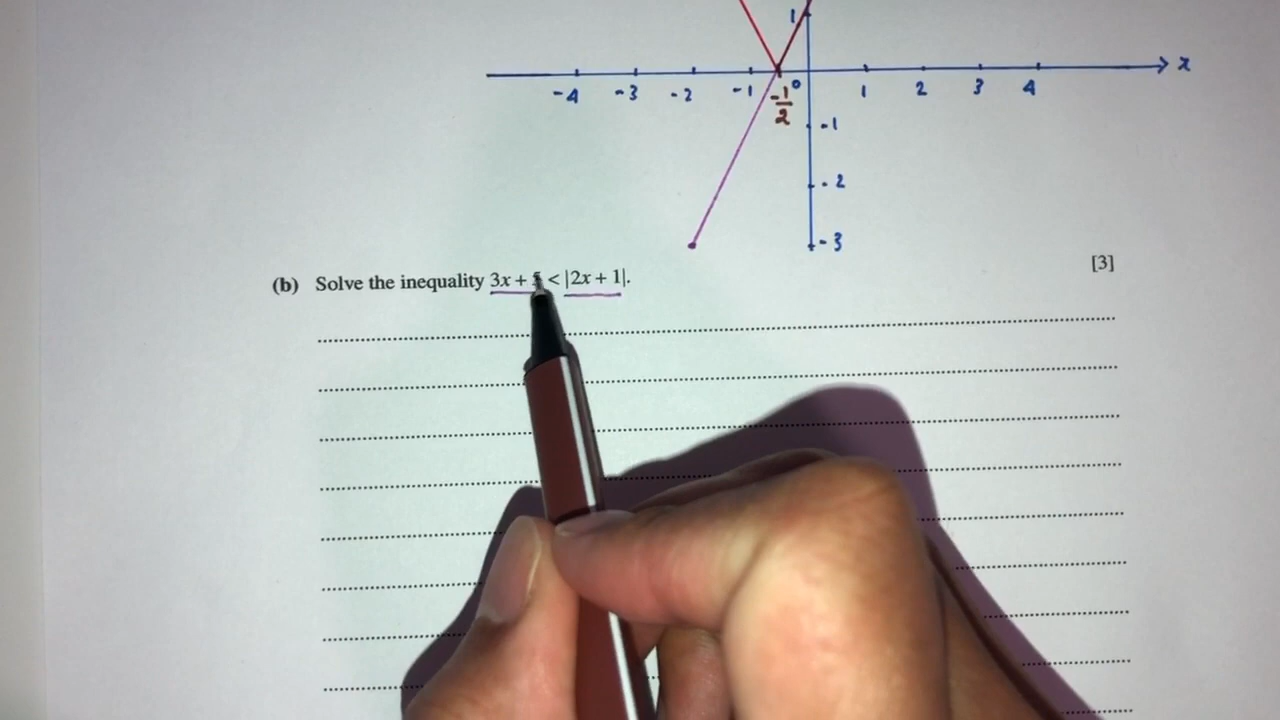 1
x
-4 -3 -2 -1 0 1 2 3 4
-1/2
-1
-2
-3
[3]
(b) Solve the inequality 3x + 5 < |2x + 1|.